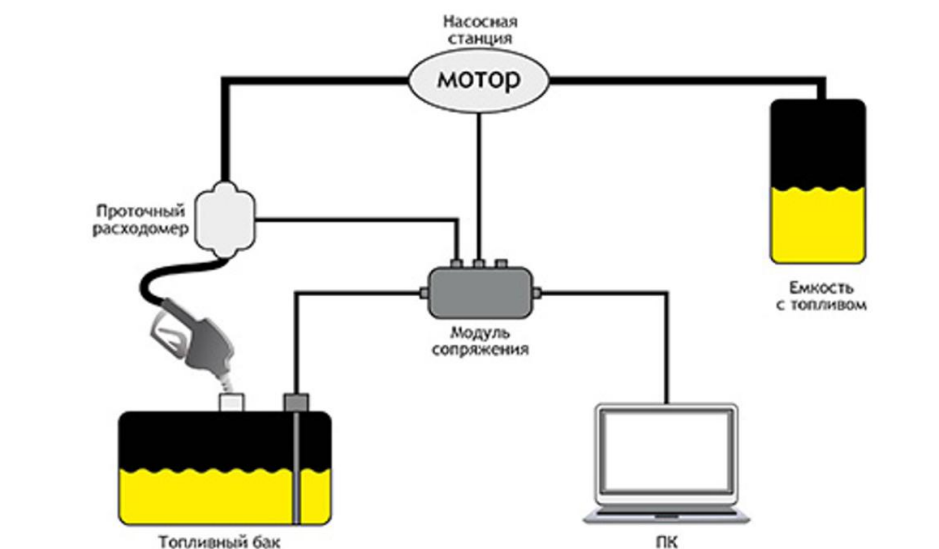 Насосная
станция
мотор
Проточный
расходомер
Емкость
с топливом
Модуль
сопряжения
Топливный бак
ПК